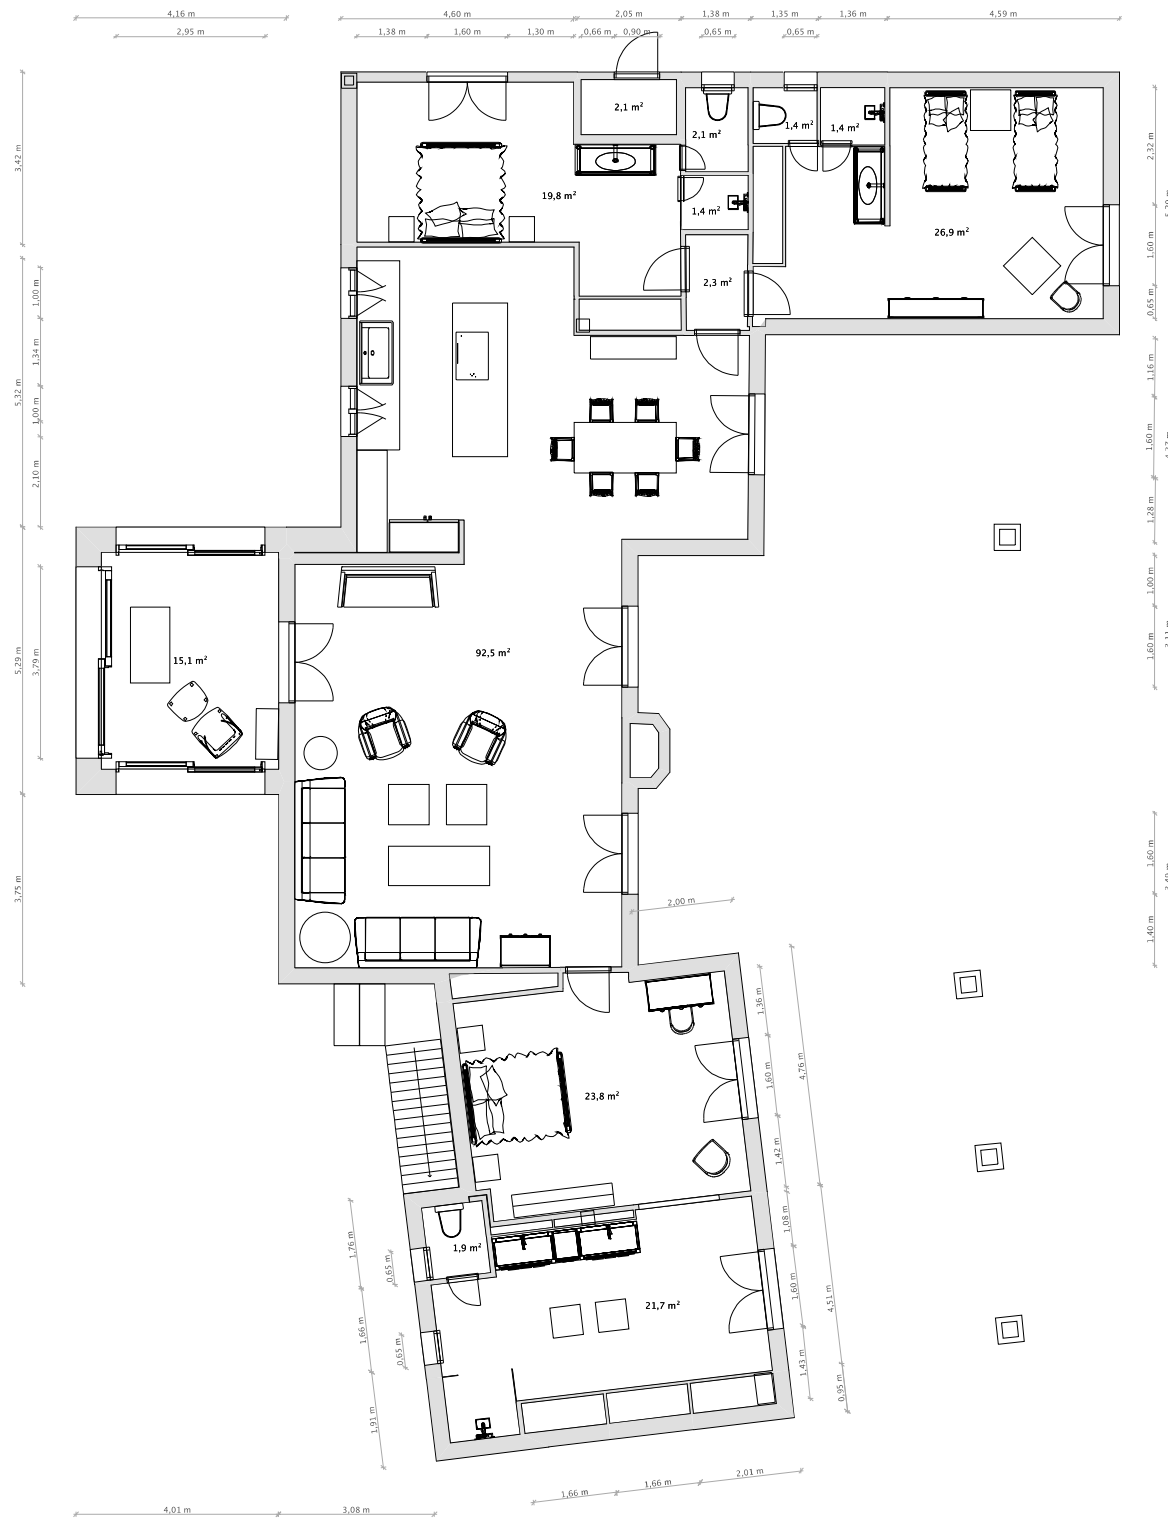 4,16 m
4,60 m
2,05 m
1,38 m
1,35 m
1,36 m
4,59 m
2,95 m
1,38 m
1,60 m
1,30 m
0,66 m
0,90 m
0,65 m
0,65 m
2,1 m²
2,1 m²
1,4 m²
1,4 m²
3,42 m
2,32 m
19,8 m²
1,4 m²
26,9 m²
1,60 m
2,3 m²
1,00 m
0,65 m
1,34 m
5,32 m
1,16 m
1,00 m
1,60 m
2,10 m
1,28 m
1,00 m
92,5 m²
15,1 m²
5,29 m
3,79 m
1,60 m
3,75 m
1,60 m
2,00 m
1,40 m
1,36 m
4,76 m
1,60 m
23,8 m²
1,42 m
1,08 m
1,76 m
1,9 m²
0,65 m
1,60 m
4,51 m
21,7 m²
1,66 m
0,65 m
1,43 m
0,95 m
1,91 m
1,66 m
1,66 m
2,01 m
4,01 m
3,08 m